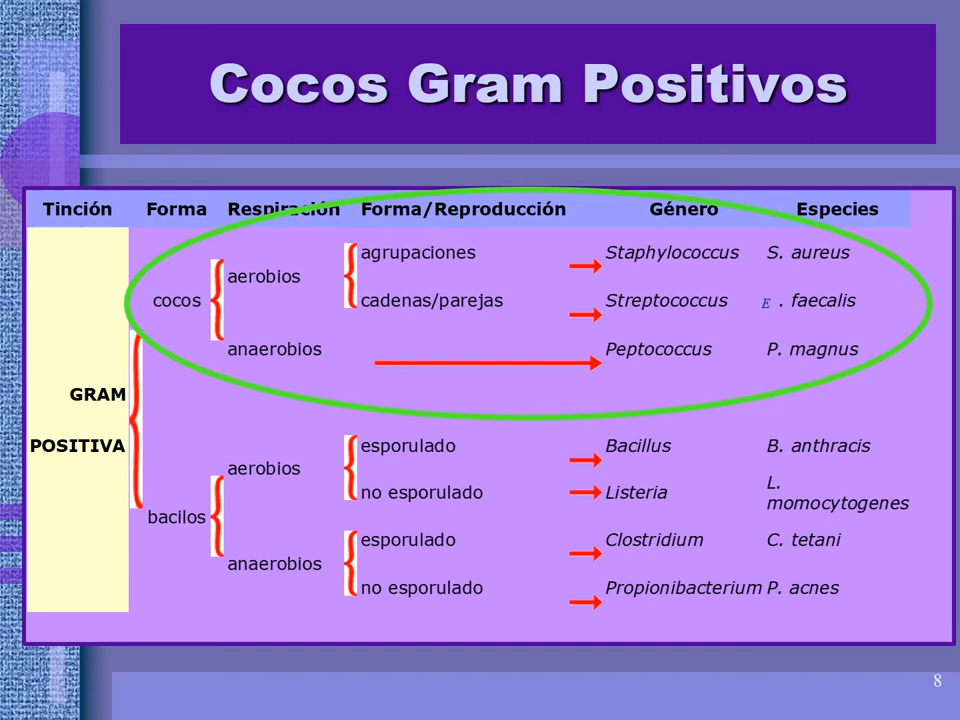 Cocos Gram Positivos
Tinción Forma Respiración Forma/Reproducción Género Especies
agrupaciones Staphylococcus S. aureus
aerobios
cocos cadenas/parejas Streptococcus E . faecalis
anaerobios Peptococcus P. magnus
GRAM
POSITIVA esporulado Bacillus B. anthracis
aerobios
L.
no esporulado Listeria
momocytogenes
bacilos
esporulado Clostridium C. tetani
anaerobios
no esporulado Propionibacterium P. acnes
8